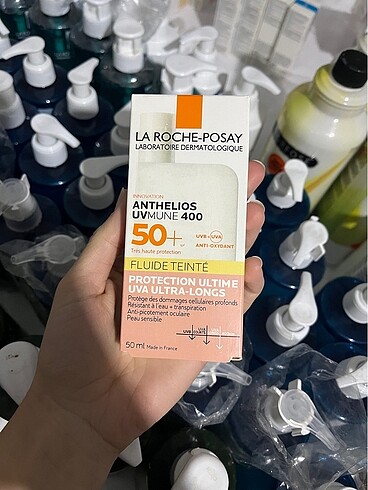 LA ROCHE-POSAY
LABORATOIRE DERMATOLOGIQUE
INNOVATION
ANTHELIOS
UVMUNE 400
50+
Très haute protection
UVB + UVA
ANTI-OXYDANT
FLUIDE TEINTÉ
PROTECTION ULTIME
UVA ULTRA-LONGS
Protège des dommages cellulaires profonds
Résistant à l'eau + transpiration
Anti-picotement oculaire
Peau sensible
50 ml Made in France